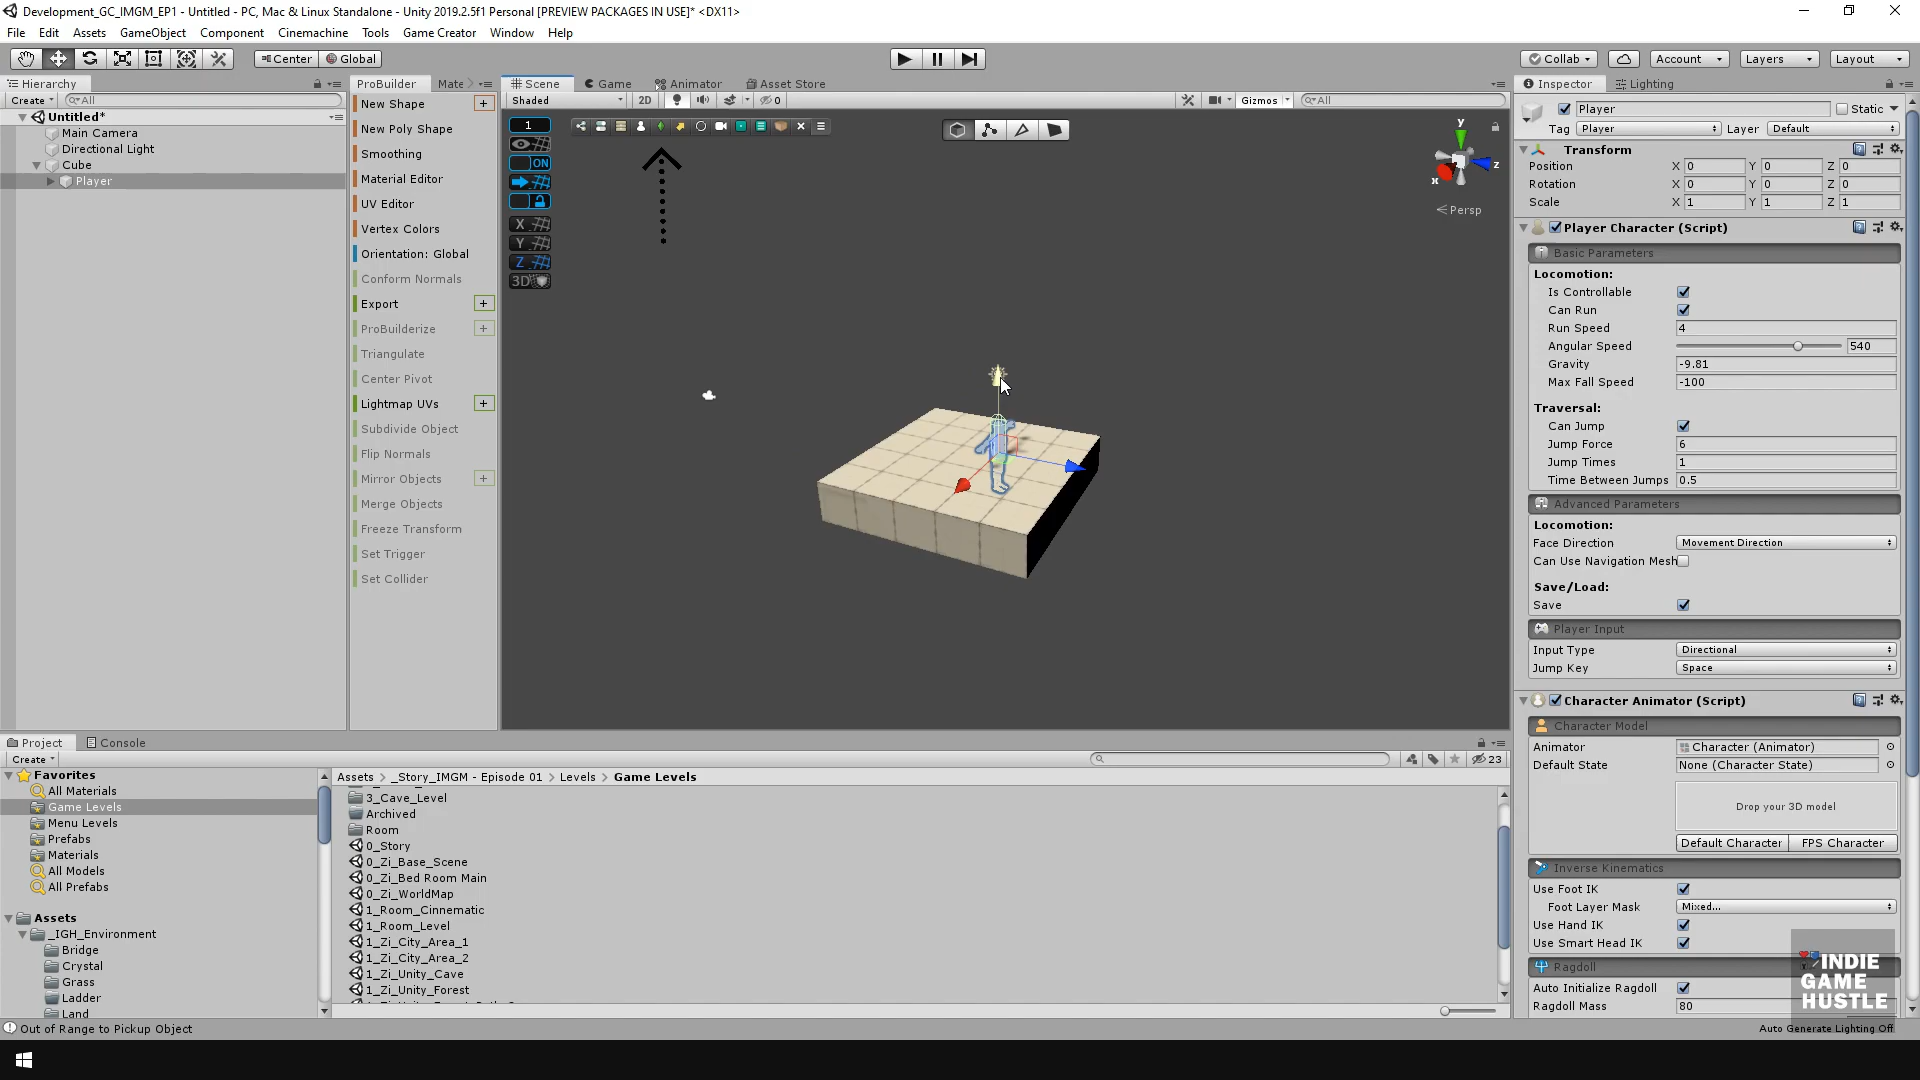 Development_GC_IMGM_EP1 - Untitled - PC, Mac & Linux Standalone - Unity 2019.2.5f1 Personal [PREVIEW PACKAGES IN USE]* <DX11>
File Edit Assets GameObject Component Cinemachine Tools Game Creator Window Help
Center Global Collab Account Layers Layout
Hierarchy
Create All
Untitled*
Main Camera
Directional Light
Cube
Player
ProBuilder Mate
New Shape +
New Poly Shape
Smoothing
Material Editor
UV Editor
Vertex Colors
Orientation: Global
Conform Normals
Export +
ProBuilderize +
Triangulate
Center Pivot
Lightmap UVs +
Subdivide Object
Flip Normals
Mirror Objects +
Merge Objects
Freeze Transform
Set Trigger
Set Collider
Scene Game Animator Asset Store
Shaded 2D 0 Gizmos All
1
ON
X
Y
Z
3D
y
z
x
Persp
Inspector Lighting
Player Static
Tag Player Layer Default
Transform
Position X 0 Y 0 Z 0
Rotation X 0 Y 0 Z 0
Scale X 1 Y 1 Z 1
Player Character (Script)
Basic Parameters
Locomotion:
Is Controllable
Can Run
Run Speed 4
Angular Speed 540
Gravity -9.81
Max Fall Speed -100
Traversal:
Can Jump
Jump Force 6
Jump Times 1
Time Between Jumps 0.5
Advanced Parameters
Locomotion:
Face Direction Movement Direction
Can Use Navigation Mesh
Save/Load:
Save
Player Input
Input Type Directional
Jump Key Space
Character Animator (Script)
Character Model
Animator Character (Animator)
Default State None (Character State)
Drop your 3D model
Default Character FPS Character
Inverse Kinematics
Use Foot IK
Foot Layer Mask Mixed...
Use Hand IK
Use Smart Head IK
Ragdoll
Auto Initialize Ragdoll
Ragdoll Mass 80
INDIE
GAME
HUSTLE
Project Console
Create 23
Favorites
All Materials
Game Levels
Menu Levels
Prefabs
Materials
All Models
All Prefabs
Assets
_IGH_Environment
Bridge
Crystal
Grass
Ladder
Land
Assets > _Story_IMGM - Episode 01 > Levels > Game Levels
3_Cave_Level
Archived
Room
0_Story
0_Zi_Base_Scene
0_Zi_Bed Room Main
0_Zi_WorldMap
1_Room_Cinnematic
1_Room_Level
1_Zi_City_Area_1
1_Zi_City_Area_2
1_Zi_Unity_Cave
1_Zi_Unity_Forest
Out of Range to Pickup Object
Auto Generate Lighting Off